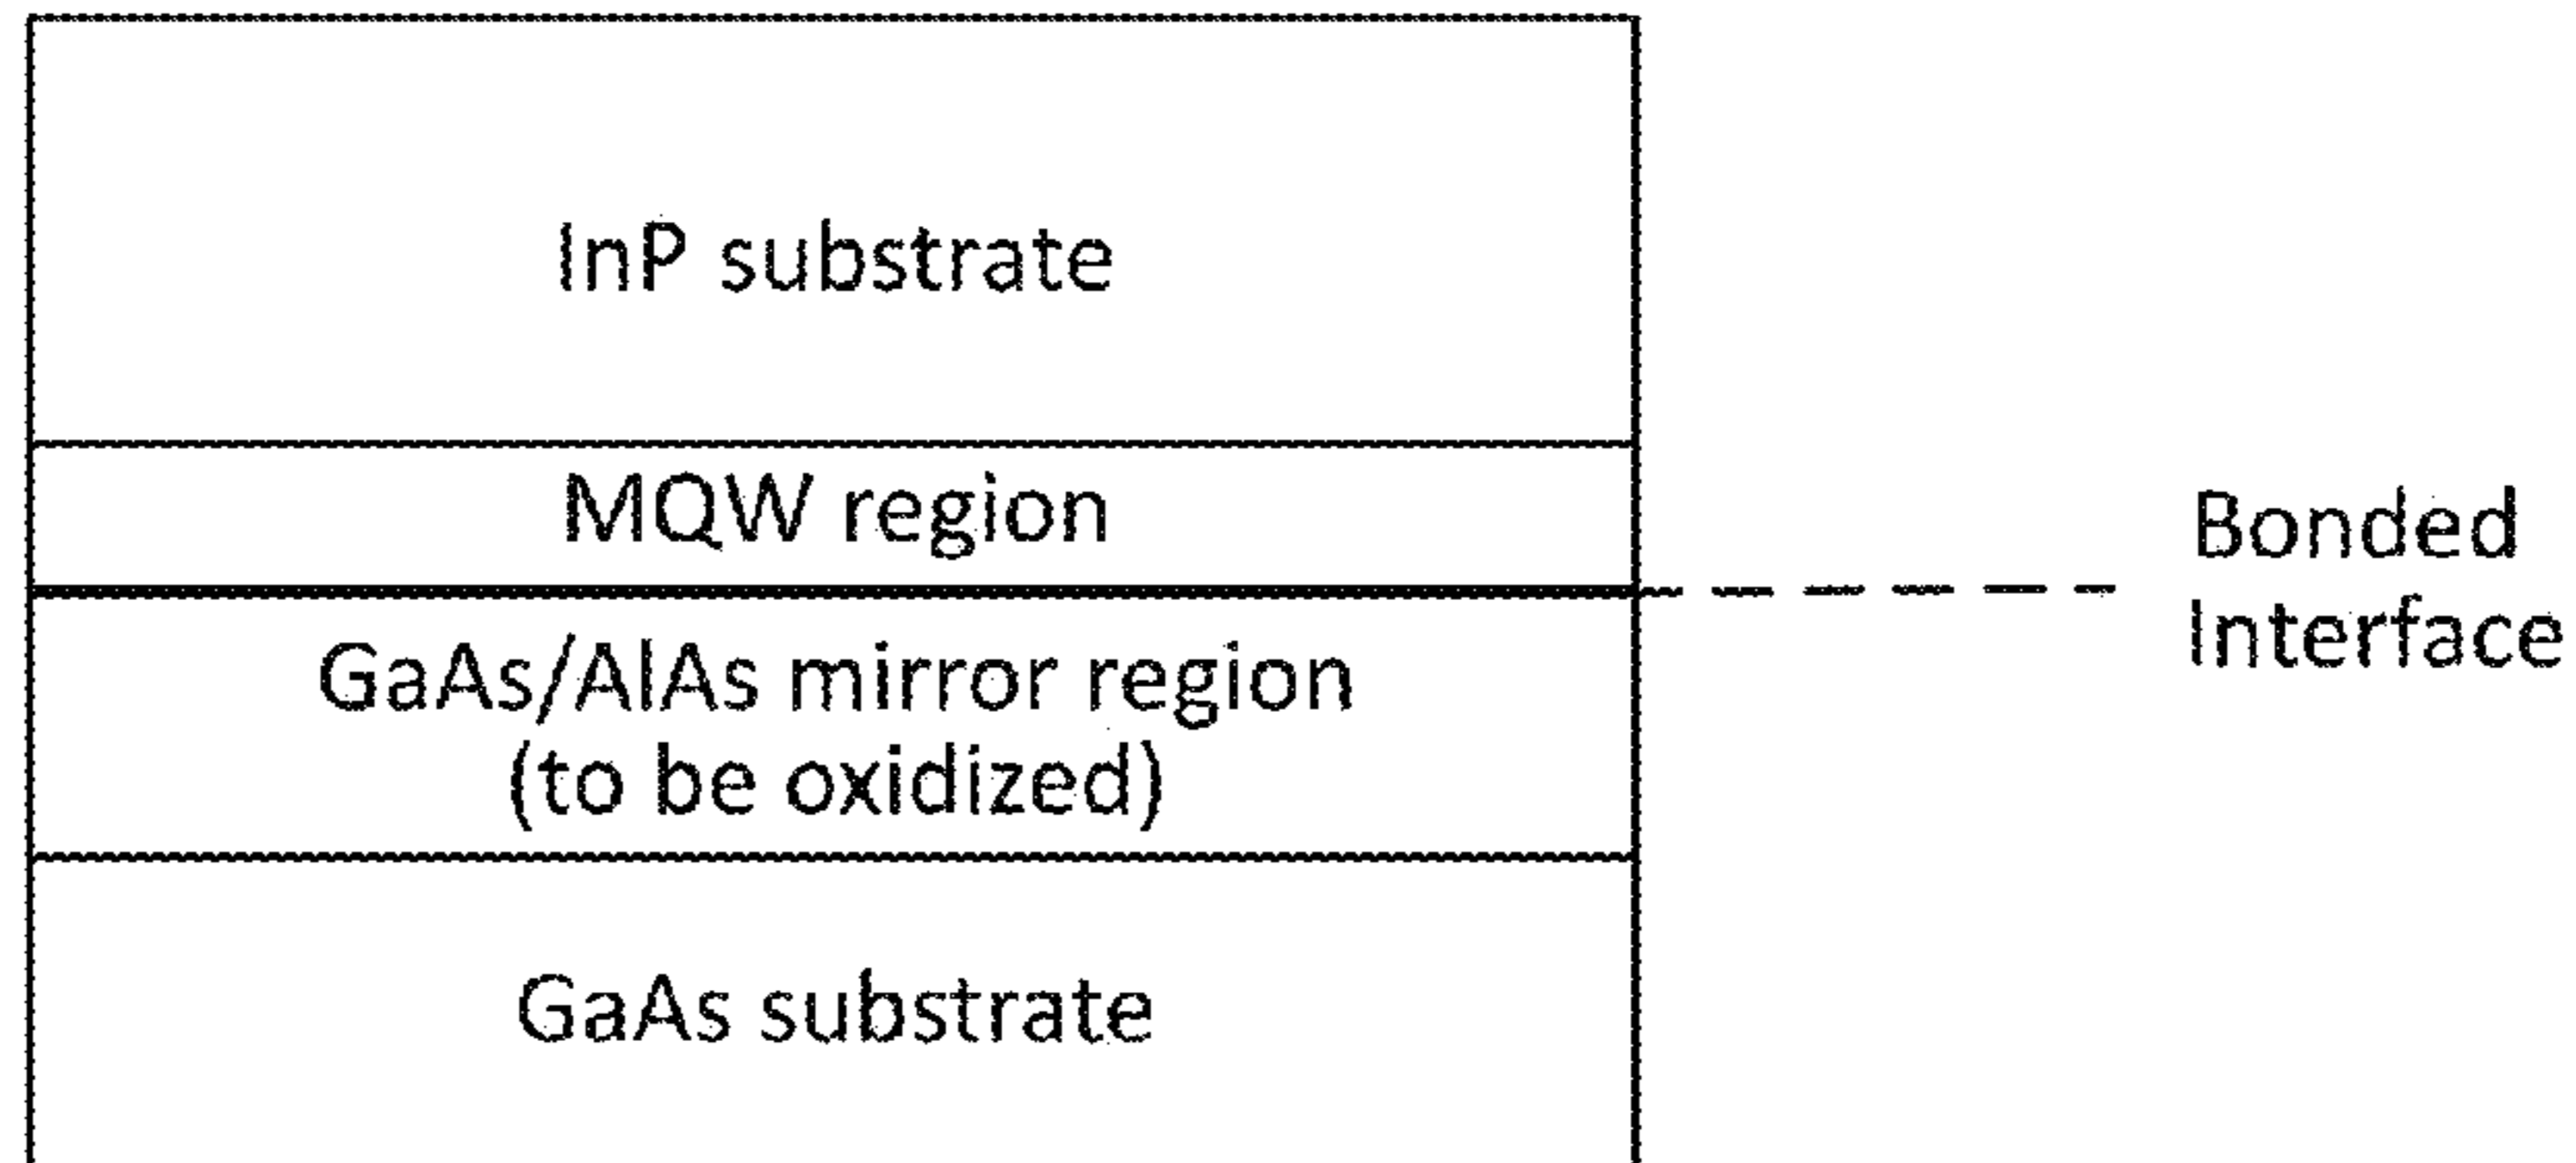 InP substrate
MQW region
Bonded
Interface
GaAs/AlAs mirror region
(to be oxidized)
GaAs substrate